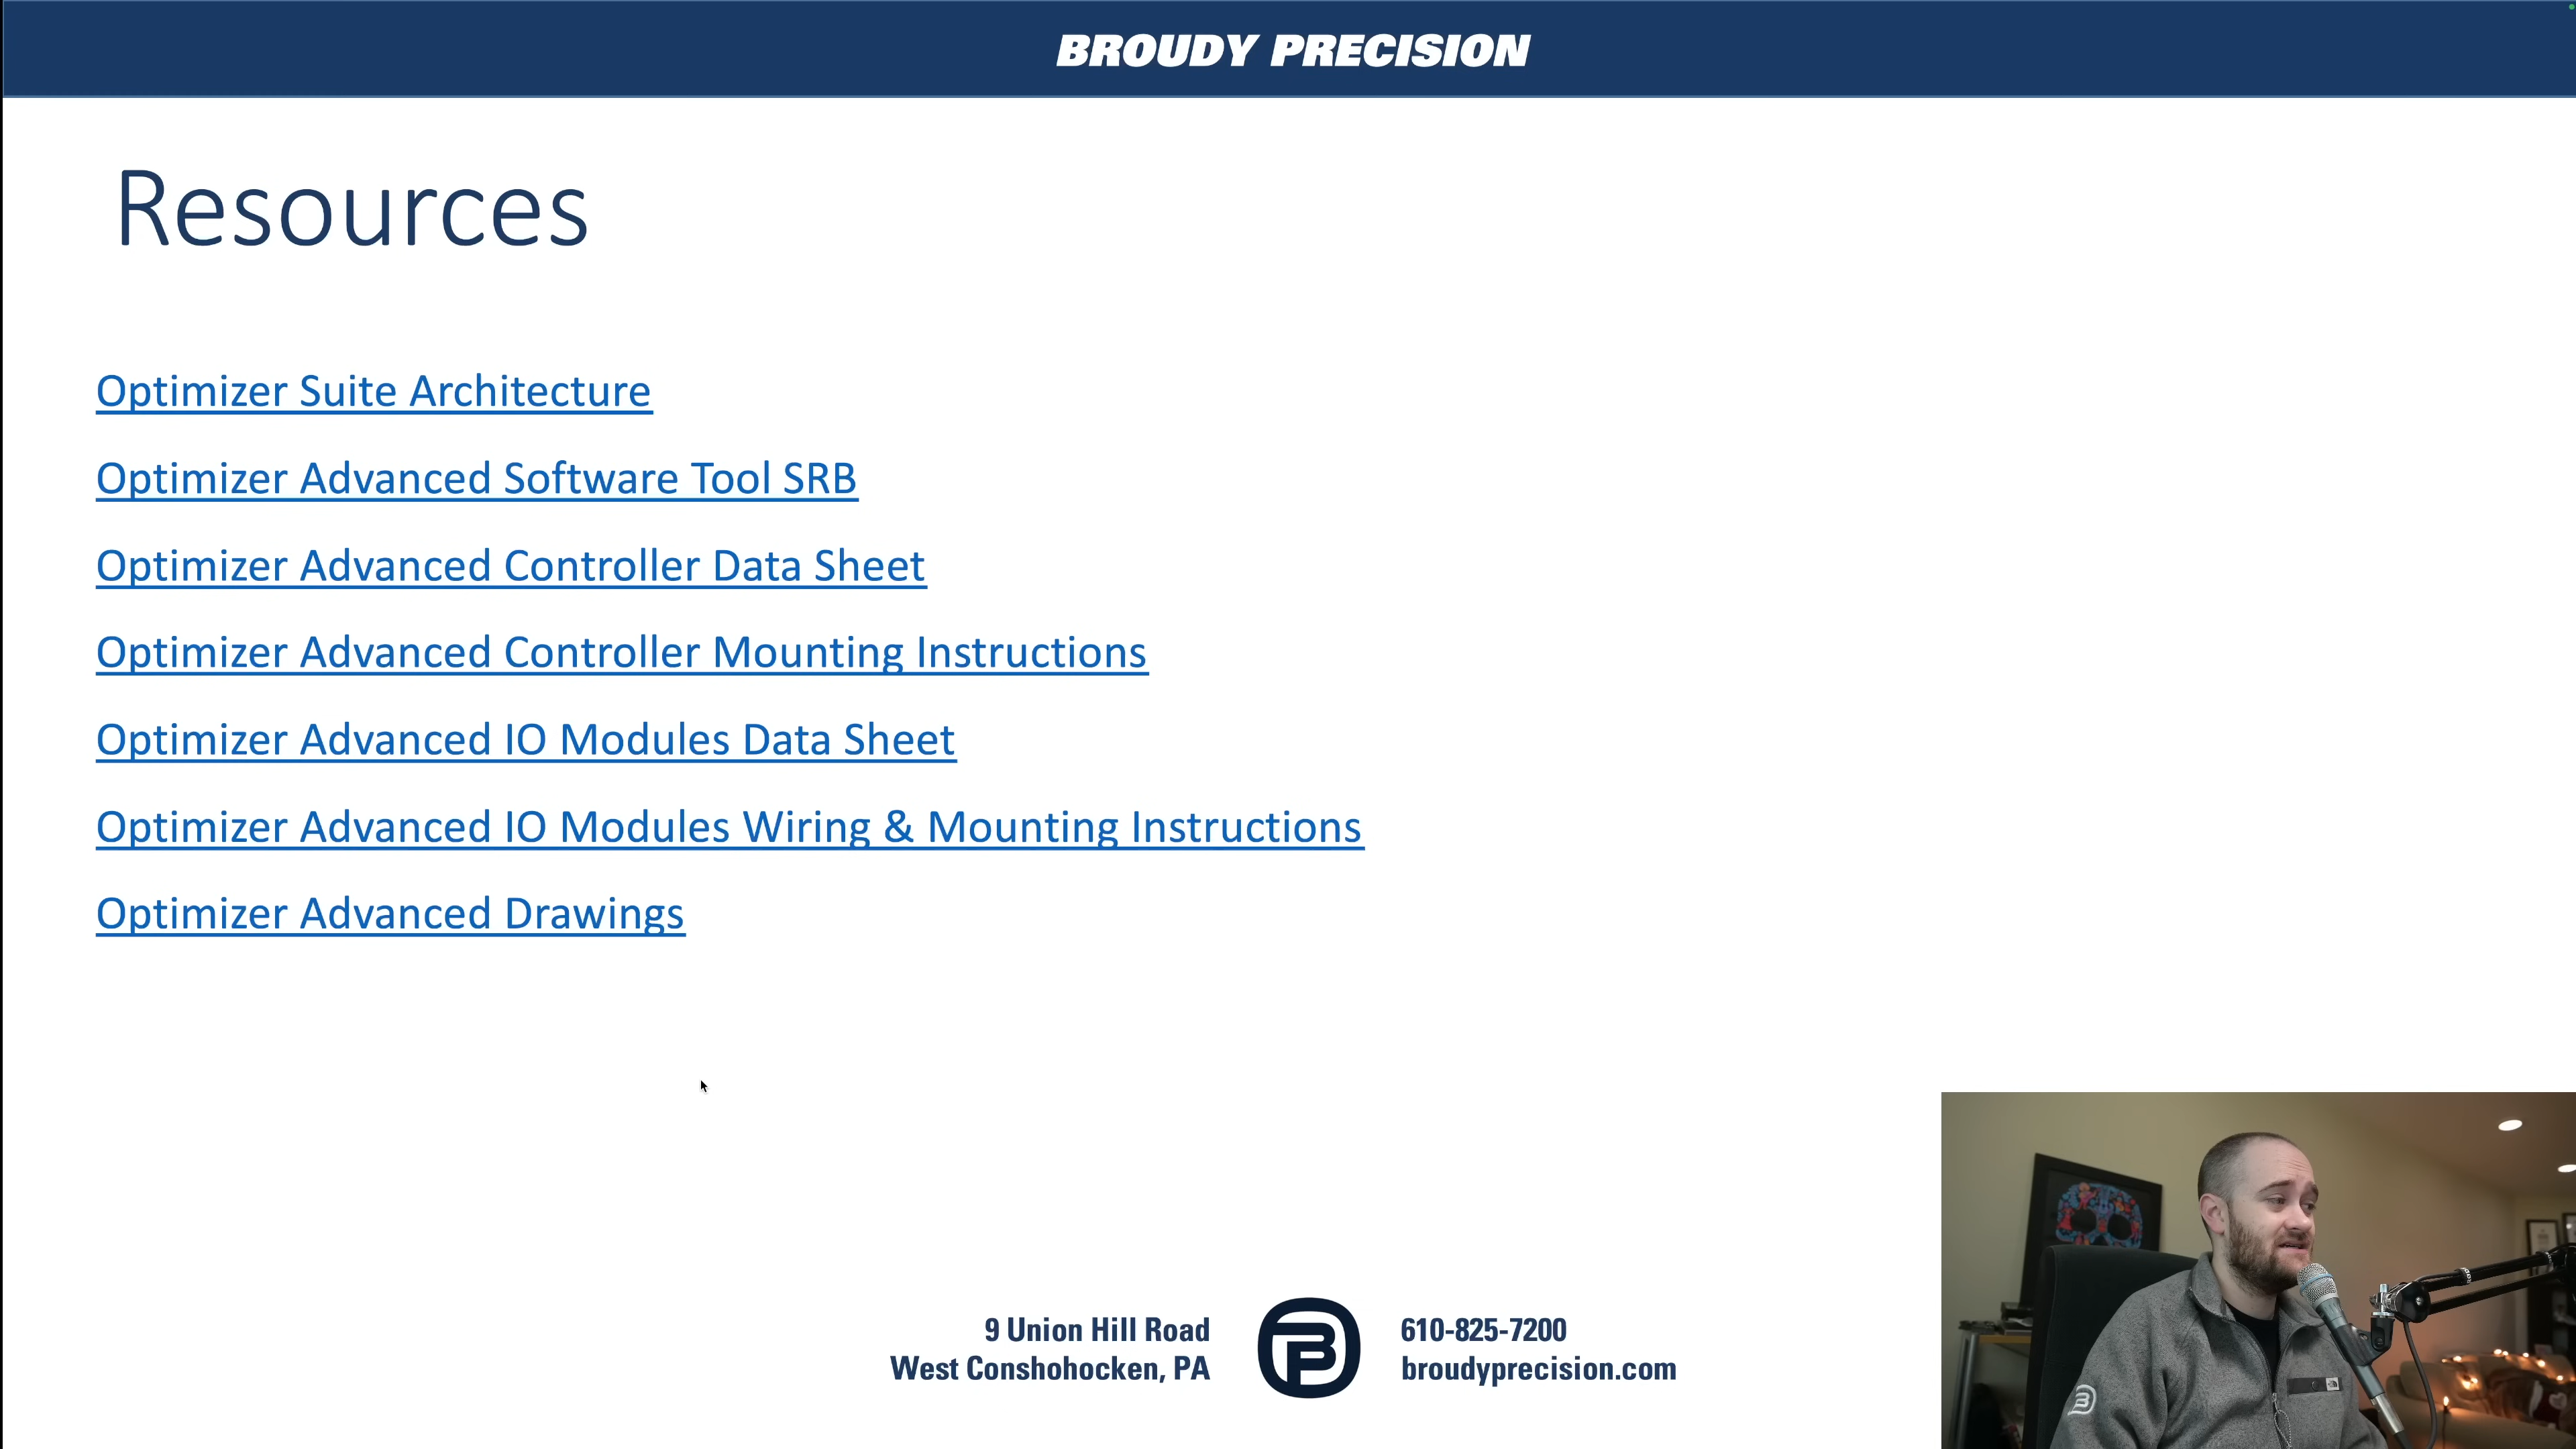 BROUDY PRECISION
Resources
Optimizer Suite Architecture
Optimizer Advanced Software Tool SRB
Optimizer Advanced Controller Data Sheet
Optimizer Advanced Controller Mounting Instructions
Optimizer Advanced IO Modules Data Sheet
Optimizer Advanced IO Modules Wiring & Mounting Instructions
Optimizer Advanced Drawings
9 Union Hill Road
West Conshohocken, PA
610-825-7200
broudyprecision.com